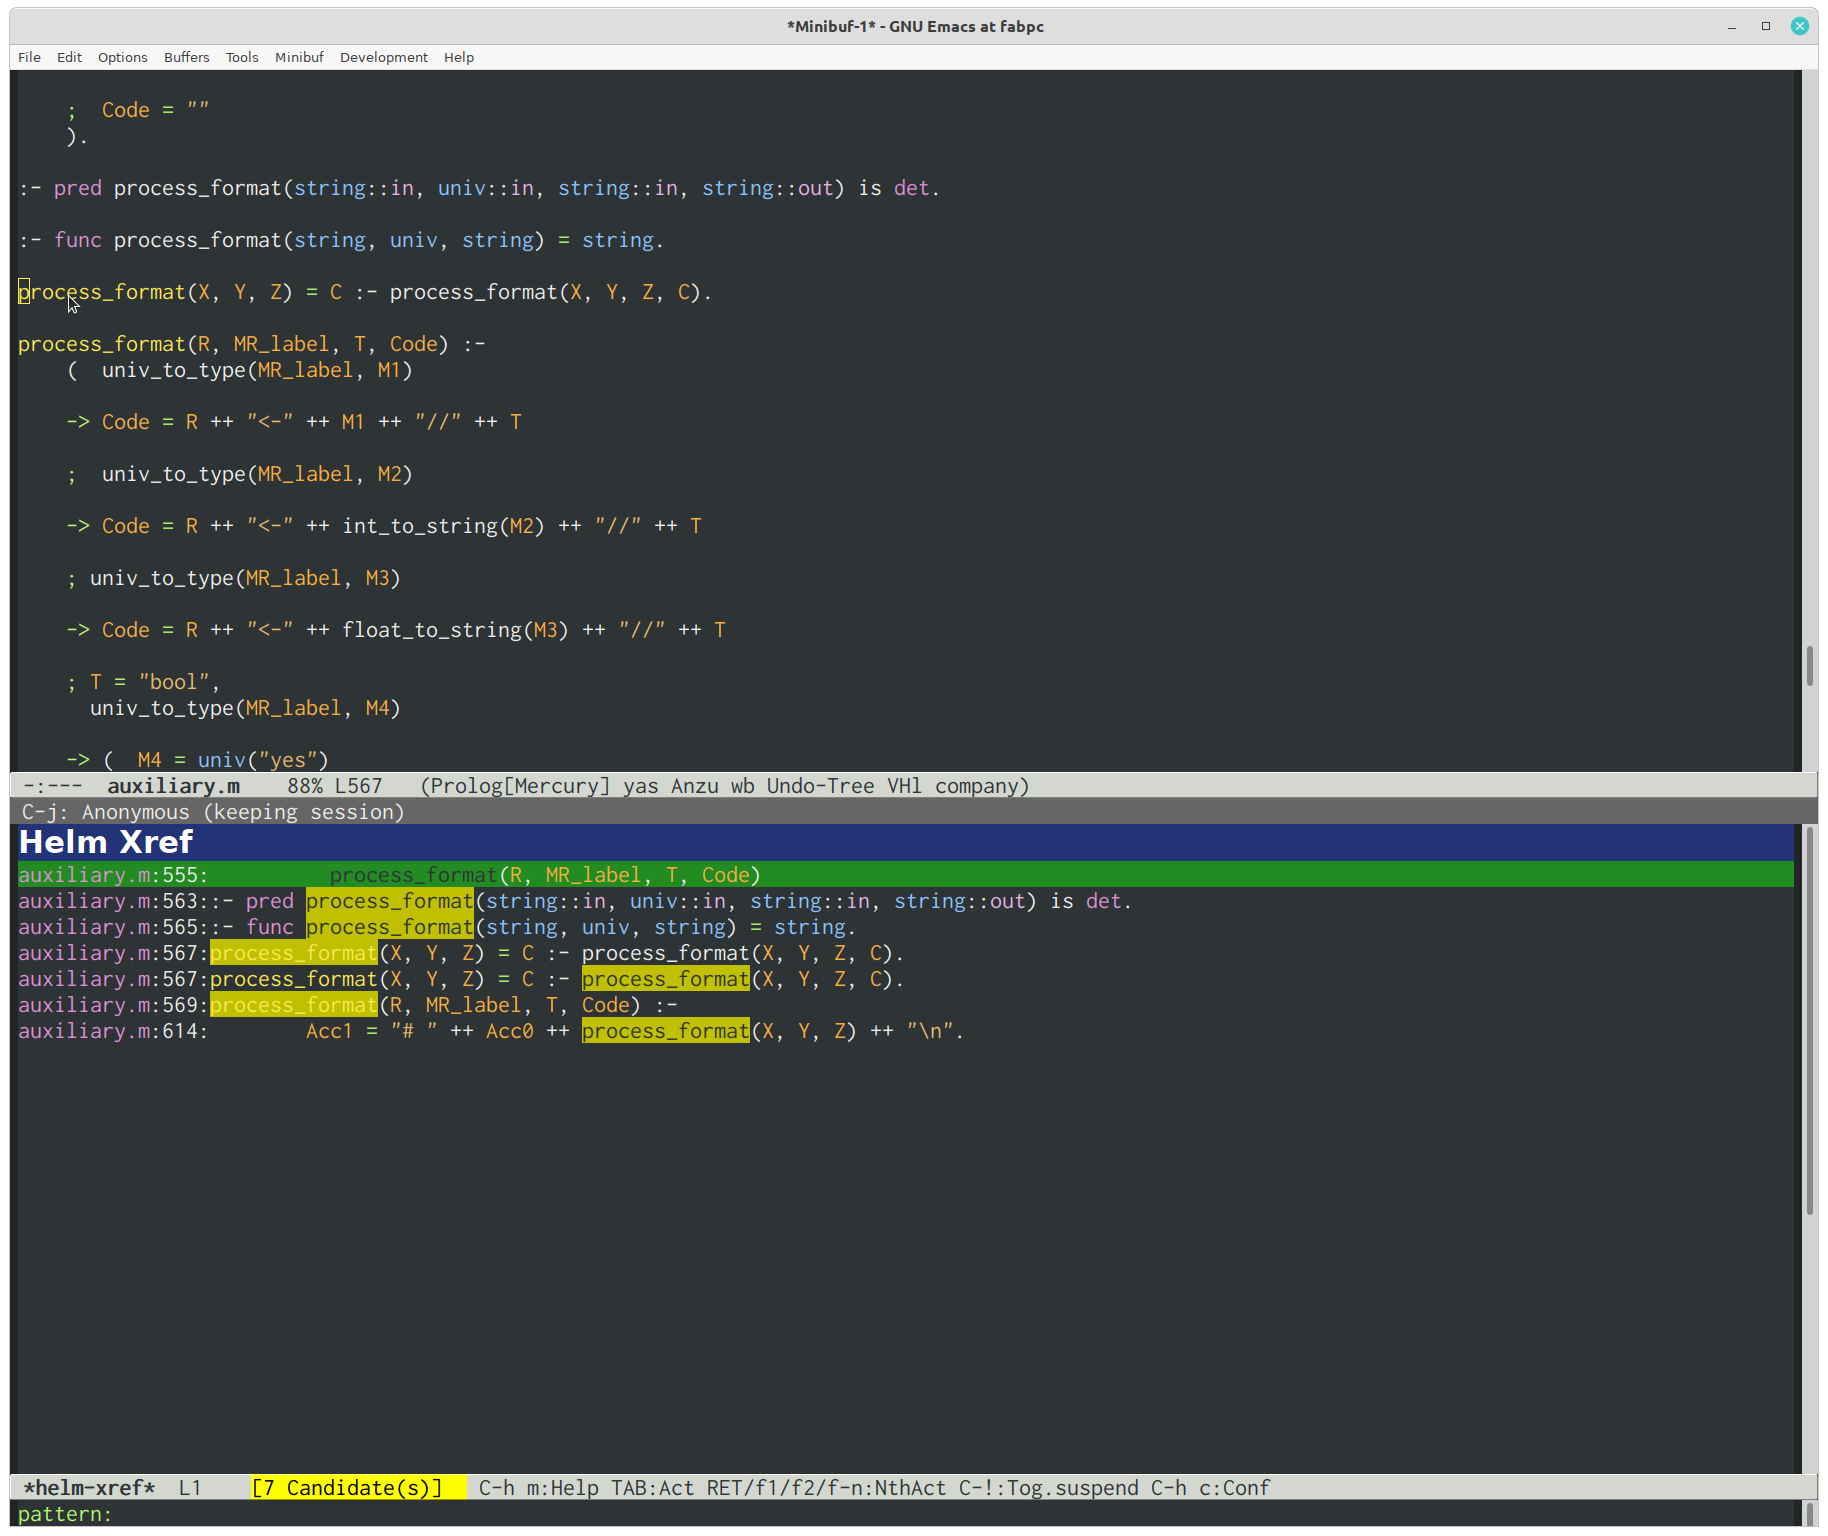 *Minibuf-1* - GNU Emacs at fabpc
File Edit Options Buffers Tools Minibuf Development Help
    ;  Code = ""
    ).
:- pred process_format(string::in, univ::in, string::in, string::out) is det.
:- func process_format(string, univ, string) = string.
process_format(X, Y, Z) = C :- process_format(X, Y, Z, C).
process_format(R, MR_label, T, Code) :-
    (  univ_to_type(MR_label, M1)
    -> Code = R ++ "<-" ++ M1 ++ "//" ++ T
    ;  univ_to_type(MR_label, M2)
    -> Code = R ++ "<-" ++ int_to_string(M2) ++ "//" ++ T
    ; univ_to_type(MR_label, M3)
    -> Code = R ++ "<-" ++ float_to_string(M3) ++ "//" ++ T
    ; T = "bool",
      univ_to_type(MR_label, M4)
    -> (  M4 = univ("yes")
-:---  auxiliary.m    88% L567   (Prolog[Mercury] yas Anzu wb Undo-Tree VHl company)
C-j: Anonymous (keeping session)
Helm Xref
auxiliary.m:555:          process_format(R, MR_label, T, Code)
auxiliary.m:563::- pred process_format(string::in, univ::in, string::in, string::out) is det.
auxiliary.m:565::- func process_format(string, univ, string) = string.
auxiliary.m:567:process_format(X, Y, Z) = C :- process_format(X, Y, Z, C).
auxiliary.m:567:process_format(X, Y, Z) = C :- process_format(X, Y, Z, C).
auxiliary.m:569:process_format(R, MR_label, T, Code) :-
auxiliary.m:614:        Acc1 = "# " ++ Acc0 ++ process_format(X, Y, Z) ++ "\n".
*helm-xref*  L1    [7 Candidate(s)]   C-h m:Help TAB:Act RET/f1/f2/f-n:NthAct C-!:Tog.suspend C-h c:Conf
pattern: